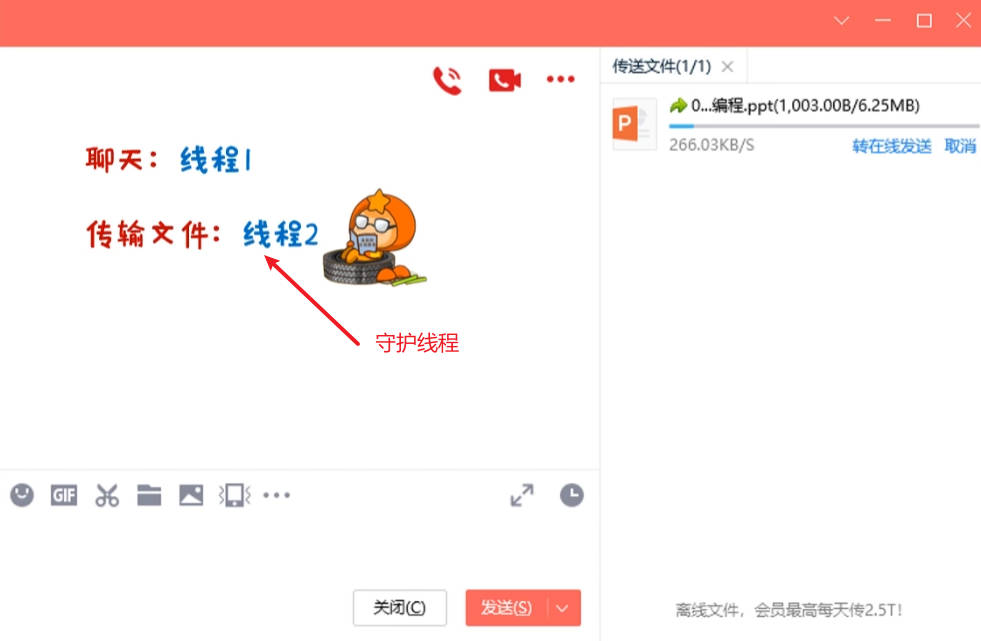 传送文件(1/1)
0...编程.ppt(1,003.00B/6.25MB)
P
266.03KB/S
转在线发送 取消
聊天：线程1
传输文件：线程2
守护线程
GIF
关闭(C)
发送(S)
离线文件，会员最高每天传2.5T！